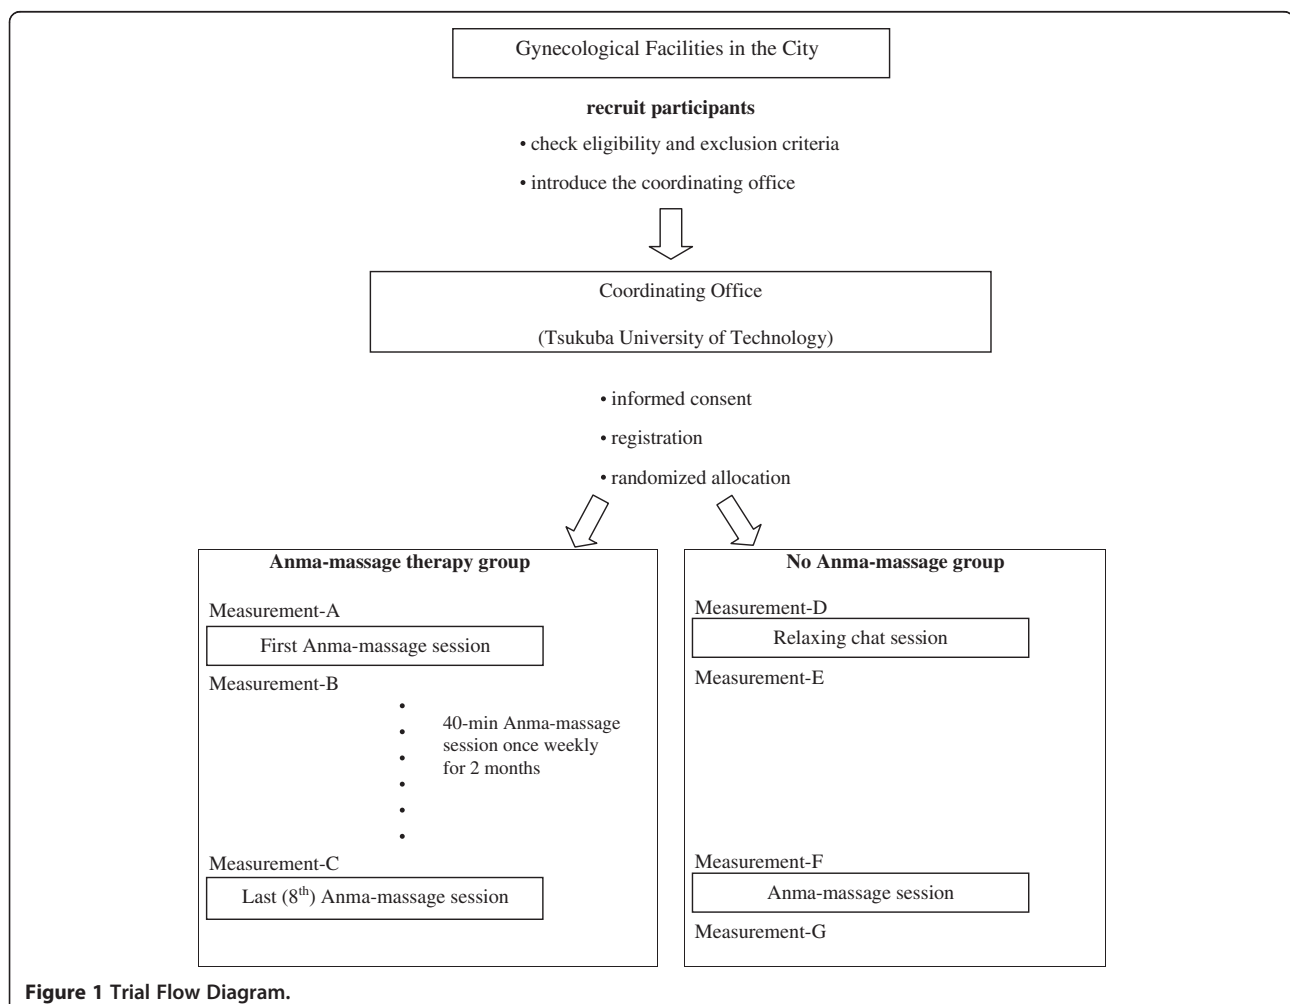 Gynecological Facilities in the City
recruit participants
• check eligibility and exclusion criteria
• introduce the coordinating office
Coordinating Office
(Tsukuba University of Technology)
• informed consent
• registration
• randomized allocation
Anma-massage therapy group
Measurement-A
First Anma-massage session
Measurement-B
40-min Anma-massage
session once weekly
for 2 months
Measurement-C
Last (8th) Anma-massage session
No Anma-massage group
Measurement-D
Relaxing chat session
Measurement-E
Measurement-F
Anma-massage session
Measurement-G
Figure 1 Trial Flow Diagram.